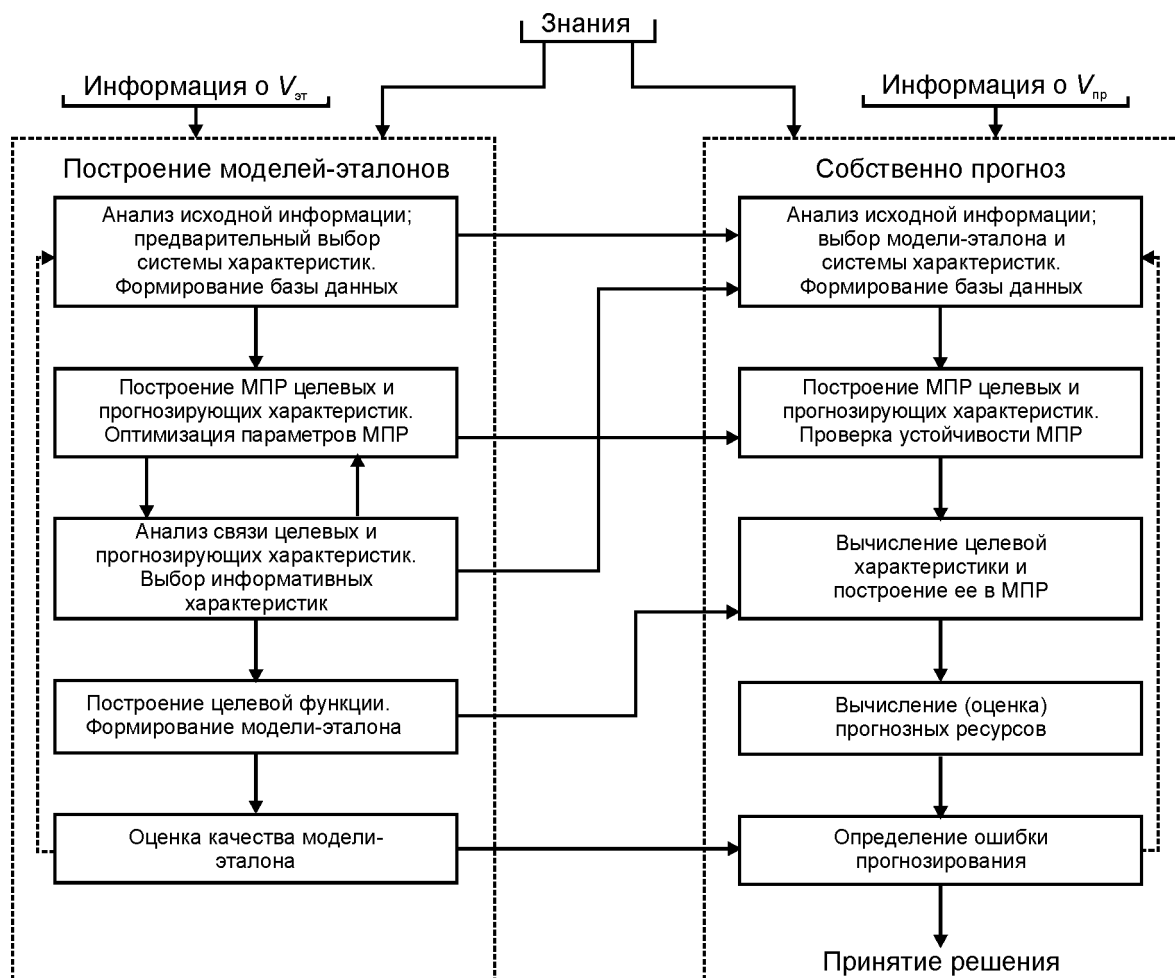 Знания
Информация о Vэт
Информация о Vпр
Построение моделей-эталонов
Анализ исходной информации;
предварительный выбор
системы характеристик.
Формирование базы данных
Построение МПР целевых и
прогнозирующих характеристик.
Оптимизация параметров МПР
Анализ связи целевых и
прогнозирующих характеристик.
Выбор информативных
характеристик
Построение целевой функции.
Формирование модели-эталона
Оценка качества модели-
эталона
Собственно прогноз
Анализ исходной информации;
выбор модели-эталона и
системы характеристик.
Формирование базы данных
Построение МПР целевых и
прогнозирующих характеристик.
Проверка устойчивости МПР
Вычисление целевой
характеристики и
построение ее в МПР
Вычисление (оценка)
прогнозных ресурсов
Определение ошибки
прогнозирования
Принятие решения